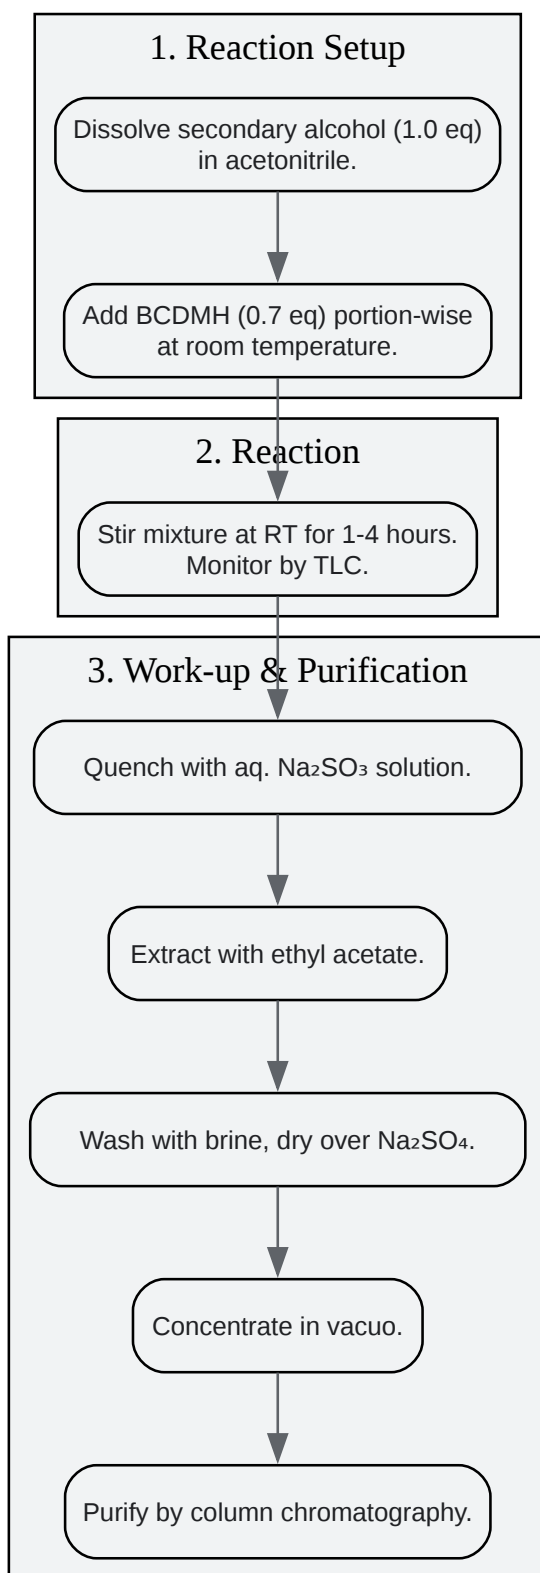 1. Reaction Setup
Dissolve secondary alcohol (1.0 eq)
in acetonitrile.
Add BCDMH (0.7 eq) portion-wise
at room temperature.
2. Reaction
Stir mixture at RT for 1-4 hours.
Monitor by TLC.
3. Work-up & Purification
Quench with aq. Na₂SO₃ solution.
Extract with ethyl acetate.
Wash with brine, dry over Na₂SO₄.
Concentrate in vacuo.
Purify by column chromatography.